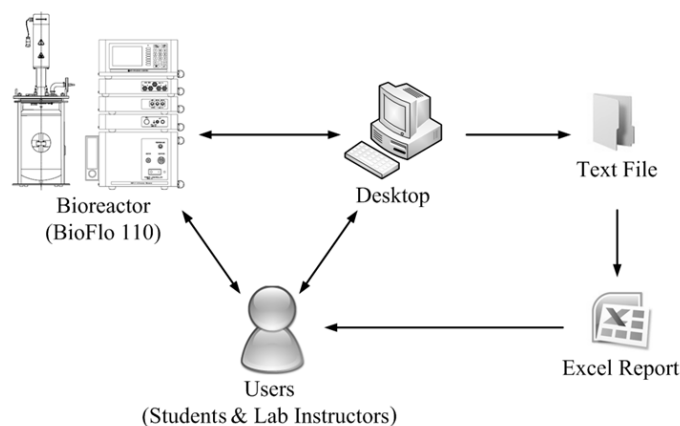 Bioreactor
(BioFlo 110)
Desktop
Text File
Excel Report
Users
(Students & Lab Instructors)